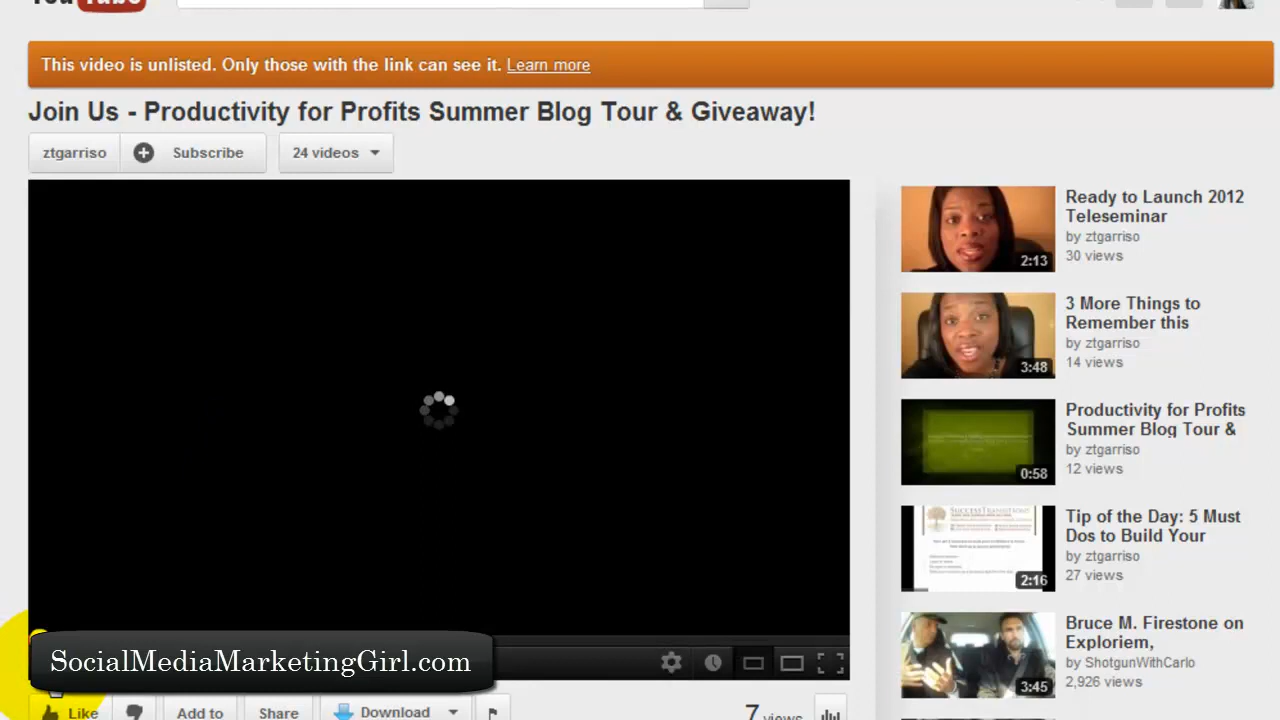 You Tube
This video is unlisted. Only those with the link can see it. Learn more
Join Us - Productivity for Profits Summer Blog Tour & Giveaway!
ztgarriso
Subscribe
24 videos
Ready to Launch 2012
Teleseminar
by ztgarriso
30 views
2:13
3 More Things to
Remember this
by ztgarriso
14 views
3:48
Productivity for Profits
Summer Blog Tour &
by ztgarriso
12 views
0:58
Tip of the Day: 5 Must
Dos to Build Your
by ztgarriso
27 views
2:16
Bruce M. Firestone on
Exploriem,
by ShotgunWithCarlo
2,926 views
3:45
SocialMediaMarketingGirl.com
Like
Add to
Share
Download
7 views